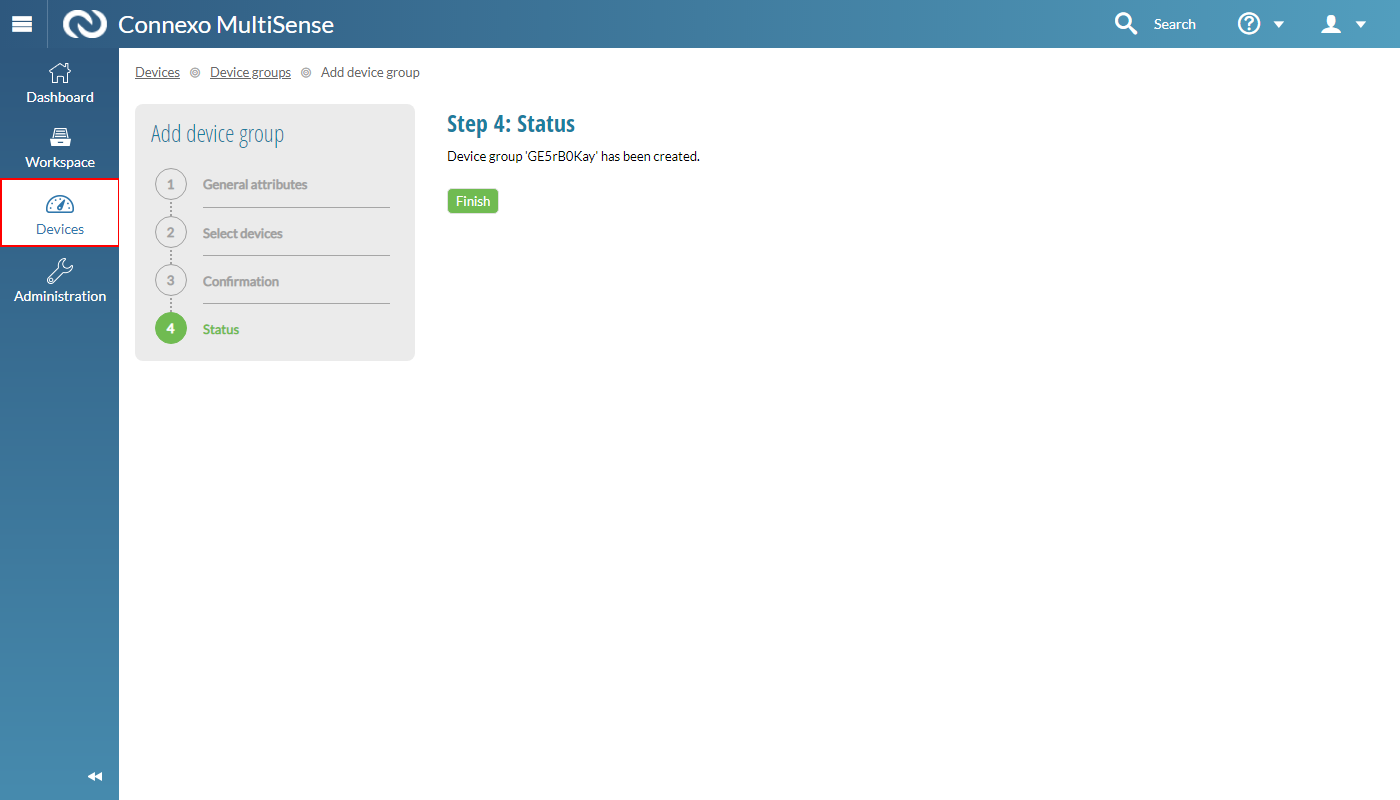 Connexo MultiSense
Search
Dashboard
Workspace
Devices
Administration
Devices Device groups Add device group
Add device group
1 General attributes
2 Select devices
3 Confirmation
4 Status
Step 4: Status
Device group 'GE5rB0Kay' has been created.
Finish